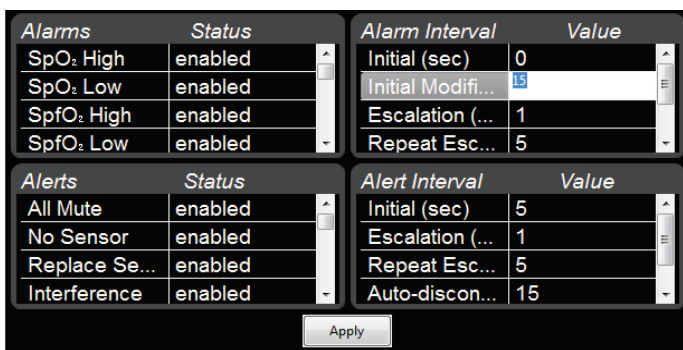 Alarms Status
SpO₂ High enabled
SpO₂ Low enabled
SpfO₂ High enabled
SpfO₂ Low enabled
Alarm Interval Value
Initial (sec) 0
Initial Modifi... 15
Escalation (... 1
Repeat Esc... 5
Alerts Status
All Mute enabled
No Sensor enabled
Replace Se... enabled
Interference enabled
Alert Interval Value
Initial (sec) 5
Escalation (... 1
Repeat Esc... 5
Auto-discon... 15
Apply